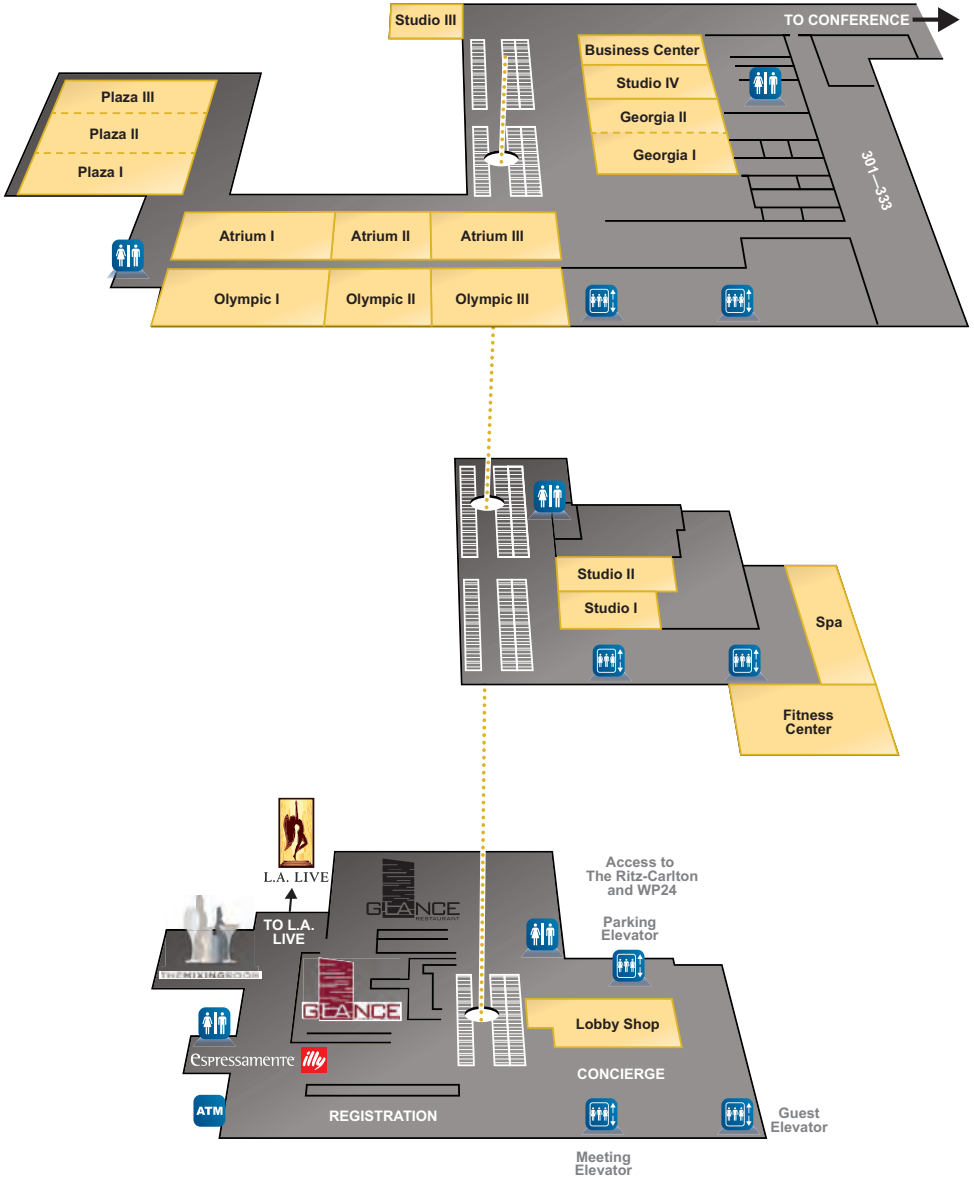 Studio III
TO CONFERENCE
Business Center
Studio IV
Georgia II
Georgia I
301—333
Plaza III
Plaza II
Plaza I
Atrium I
Atrium II
Atrium III
Olympic I
Olympic II
Olympic III
Studio II
Studio I
Spa
Fitness
Center
L.A. LIVE
TO L.A.
LIVE
GLANCE
RESTAURANT
Access to
The Ritz-Carlton
and WP24
Parking
Elevator
THEMIXINGROOM
GLANCE
Lobby Shop
espressamente illy
CONCIERGE
ATM
REGISTRATION
Guest
Elevator
Meeting
Elevator